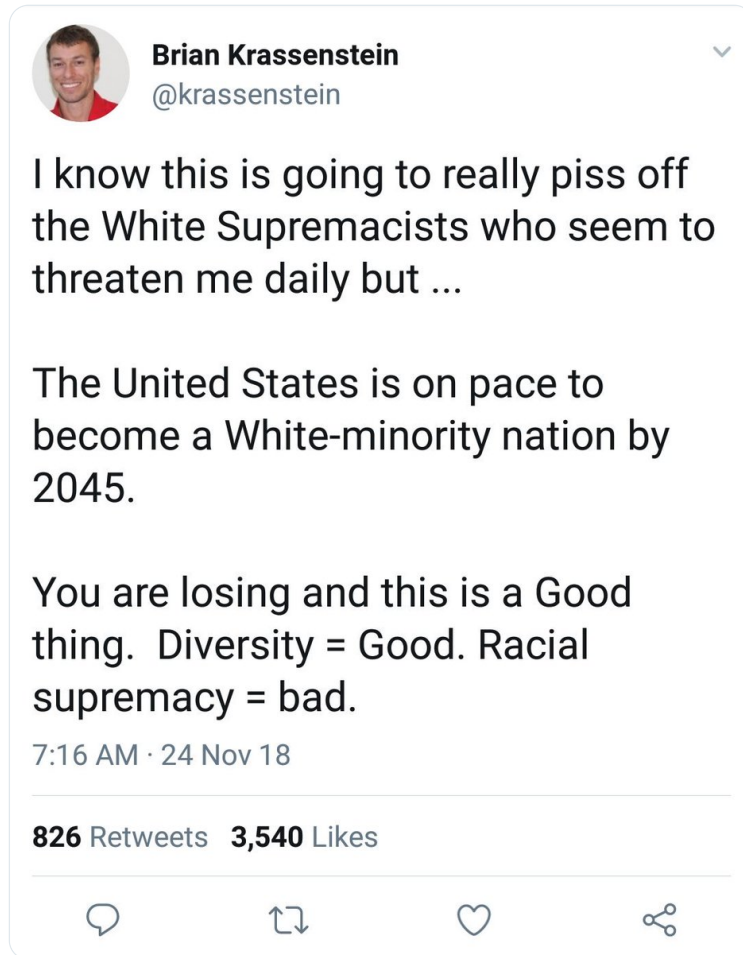 Brian Krassenstein
@krassenstein
I know this is going to really piss off
the White Supremacists who seem to
threaten me daily but ...
The United States is on pace to
become a White-minority nation by
2045.
You are losing and this is a Good
thing.  Diversity = Good. Racial
supremacy = bad.
7:16 AM · 24 Nov 18
826 Retweets 3,540 Likes